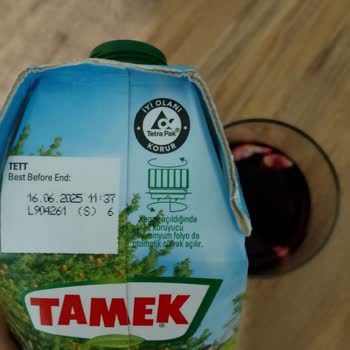 İYİ OLANI
Tetra Pak®
KORUR
TETT
Best Before End:
16.06.2025 11:37
L904261 (S) 6
açıldığında
koruyucu
alüminyum folyo da
otomatik olarak açılır.
TAMEK®